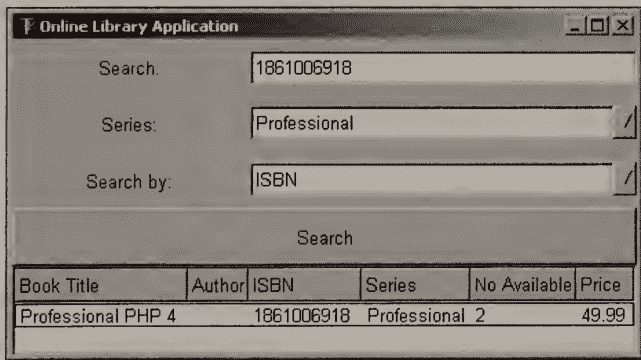 Online Library Application
Search.
1861006918
Series:
Professional
Search by:
ISBN
Search
Book Title Author ISBN Series No Available Price
Professional PHP 4 1861006918 Professional 2 49.99